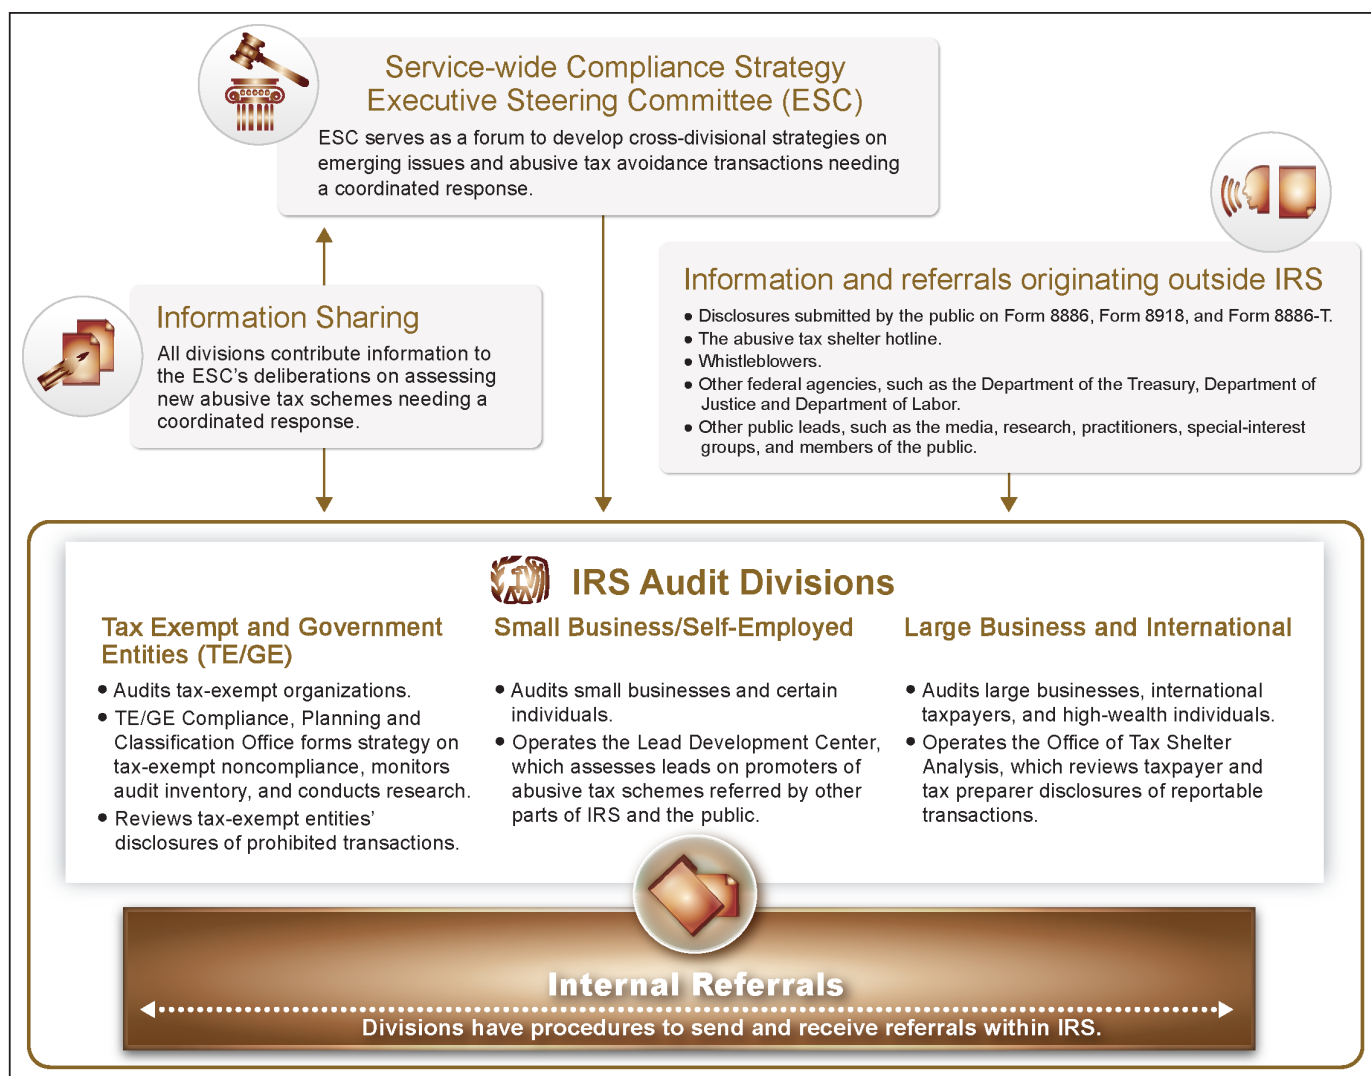 Service-wide Compliance Strategy
Executive Steering Committee (ESC)
ESC serves as a forum to develop cross-divisional strategies on
emerging issues and abusive tax avoidance transactions needing
a coordinated response.
Information Sharing
All divisions contribute information to
the ESC's deliberations on assessing
new abusive tax schemes needing a
coordinated response.
Information and referrals originating outside IRS
● Disclosures submitted by the public on Form 8886, Form 8918, and Form 8886-T.
● The abusive tax shelter hotline.
● Whistleblowers.
● Other federal agencies, such as the Department of the Treasury, Department of
Justice and Department of Labor.
● Other public leads, such as the media, research, practitioners, special-interest
groups, and members of the public.
IRS Audit Divisions
Tax Exempt and Government
Entities (TE/GE)
● Audits tax-exempt organizations.
● TE/GE Compliance, Planning and
Classification Office forms strategy on
tax-exempt noncompliance, monitors
audit inventory, and conducts research.
● Reviews tax-exempt entities'
disclosures of prohibited transactions.
Small Business/Self-Employed
● Audits small businesses and certain
individuals.
● Operates the Lead Development Center,
which assesses leads on promoters of
abusive tax schemes referred by other
parts of IRS and the public.
Large Business and International
● Audits large businesses, international
taxpayers, and high-wealth individuals.
● Operates the Office of Tax Shelter
Analysis, which reviews taxpayer and
tax preparer disclosures of reportable
transactions.
Internal Referrals
Divisions have procedures to send and receive referrals within IRS.